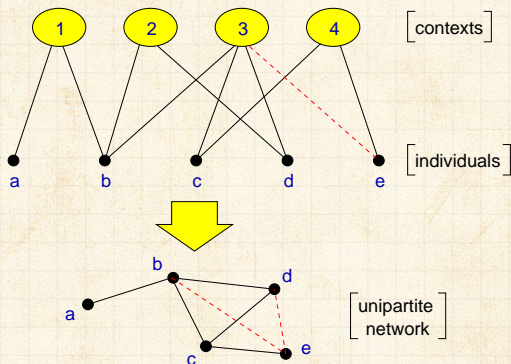 1 2 3 4 [contexts]
a b c d e [individuals]
b d
a
c e
[unipartite
network]